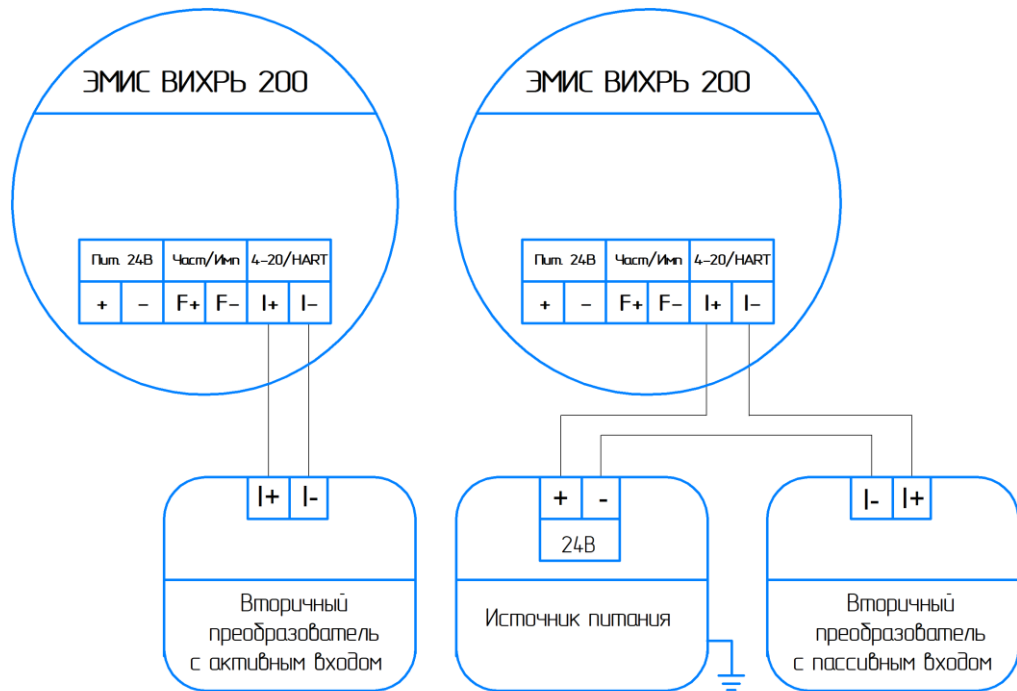 ЭМИС ВИХРЬ 200
Пит. 24В Част/Имп 4-20/HART
+ - F+ F- I+ I-
I+ I-
Вторичный
преобразователь
с активным входом
ЭМИС ВИХРЬ 200
Пит. 24В Част/Имп 4-20/HART
+ - F+ F- I+ I-
+ -
24В
Источник питания
I- I+
Вторичный
преобразователь
с пассивным входом